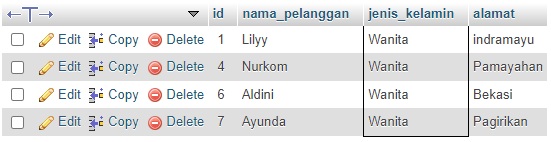 id nama_pelanggan jenis_kelamin alamat
Edit Copy Delete 1 Lilyy Wanita indramayu
Edit Copy Delete 4 Nurkom Wanita Pamayahan
Edit Copy Delete 6 Aldini Wanita Bekasi
Edit Copy Delete 7 Ayunda Wanita Pagirikan